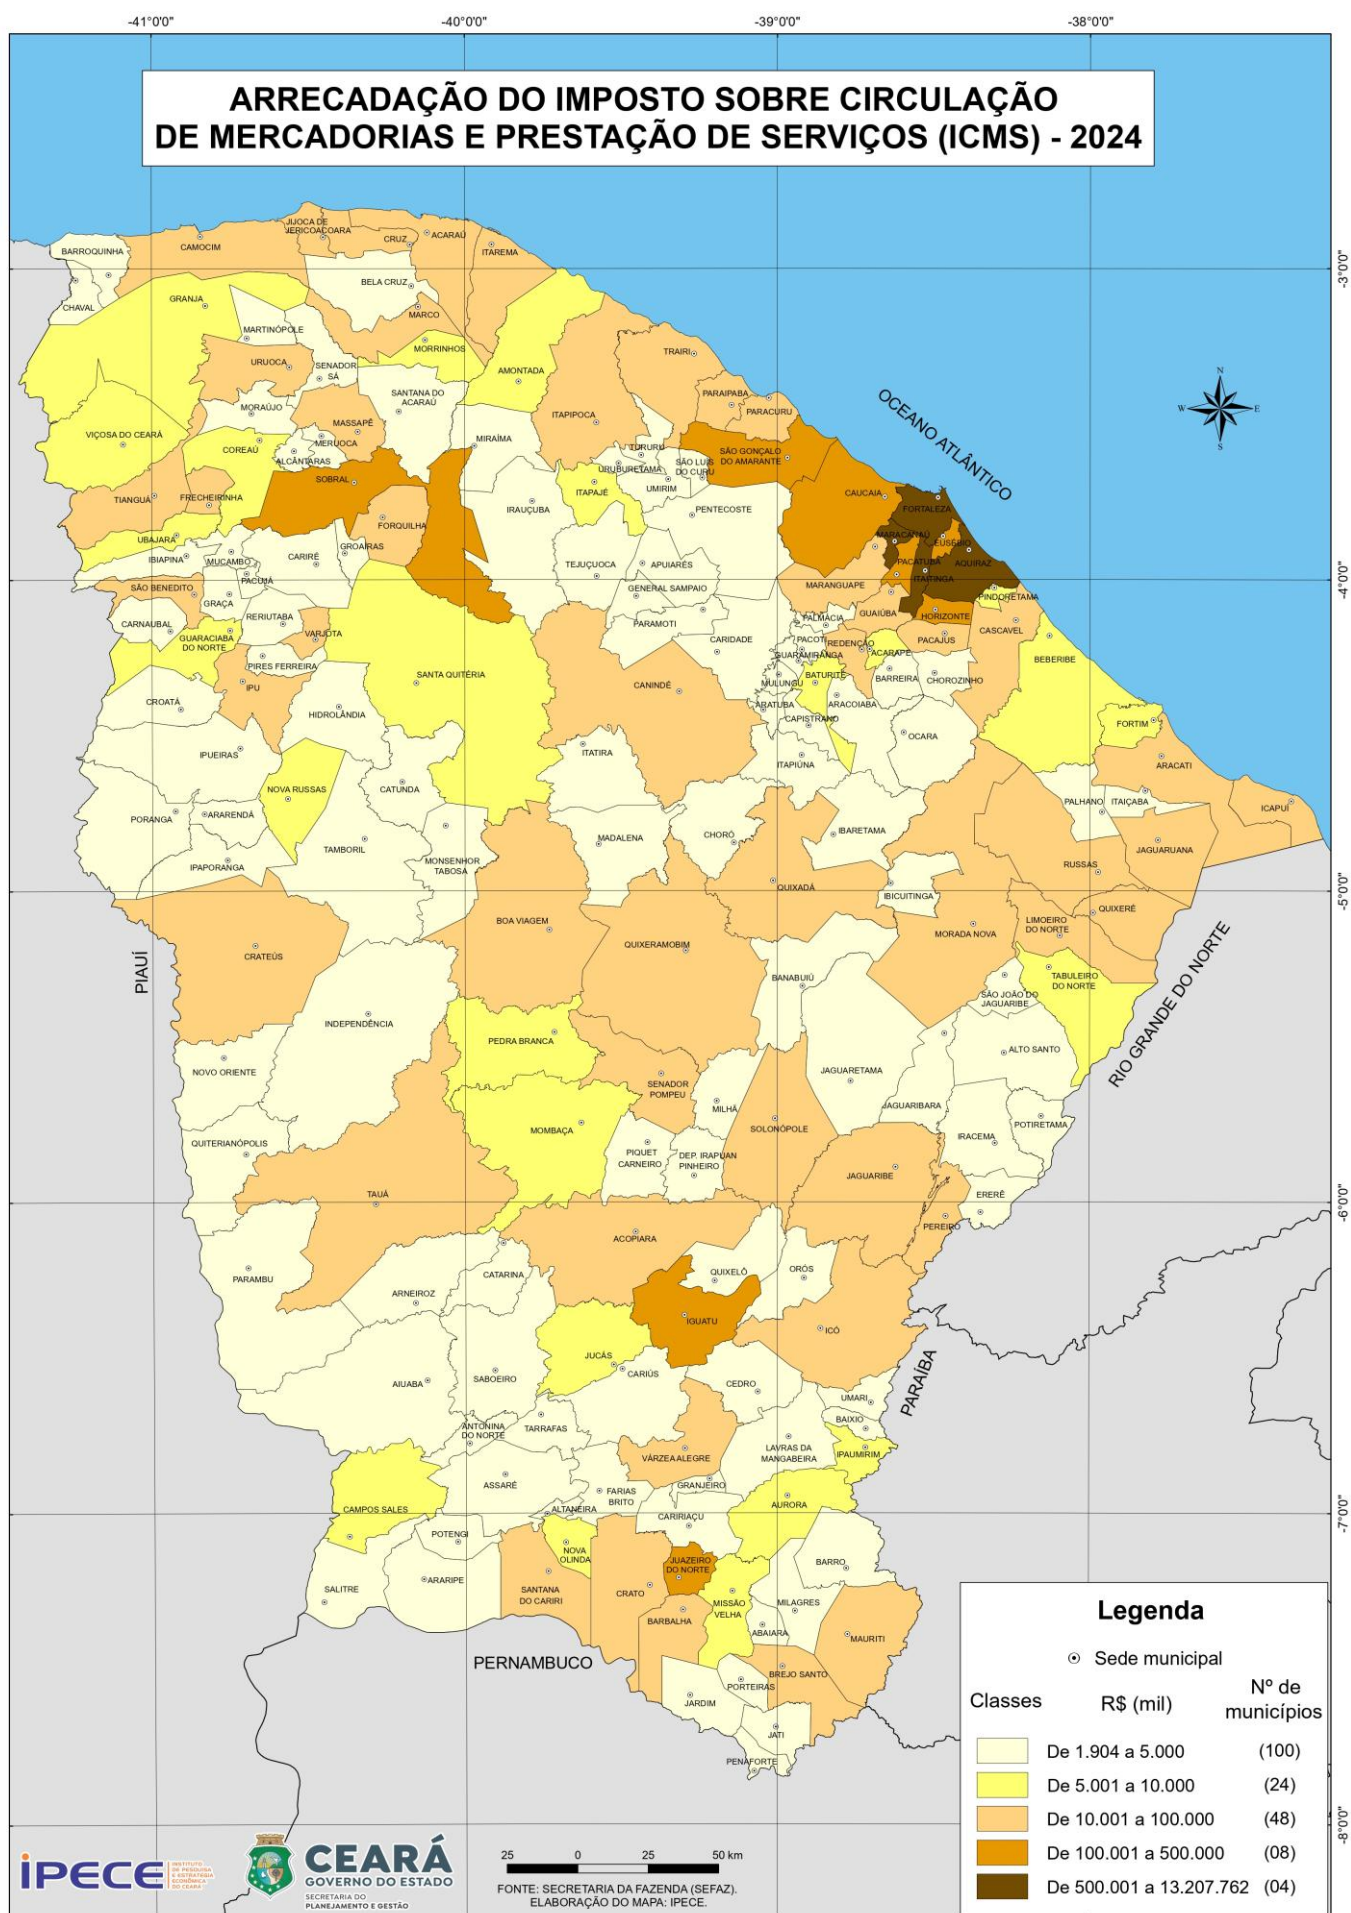 -41°0'0"
-40°0'0"
-39°0'0"
-38°0'0"
ARRECADAÇÃO DO IMPOSTO SOBRE CIRCULAÇÃO
DE MERCADORIAS E PRESTAÇÃO DE SERVIÇOS (ICMS) - 2024
JIJOCA DE
JERICOACOARA
CAMOCIM
CRUZ
ACARAÚ
ITAREMA
BARROQUINHA
-3°0'0"
CHAVAL
BELA CRUZ
GRANJA
MARCO
MARTINÓPOLE
MORRINHOS
TRAIRI
URUOCA
SENADOR
SÁ
AMONTADA
SANTANA DO
ACARAÚ
PARAIPABA
PARACURU
OCEANO ATLÂNTICO
N
W
E
S
MORAÚJO
MASSAPÊ
ITAPIPOCA
VIÇOSA DO CEARÁ
COREAÚ
MERUOCA
ALCÂNTARAS
MIRAÍMA
TURURU
URUBURETAMA
SÃO LUIS
DO CURU
SÃO GONÇALO
DO AMARANTE
UMIRIM
SOBRAL
ITAPAJÉ
CAUCAIA
TIANGUÁ
FRECHEIRINHA
IRAUÇUBA
PENTECOSTE
FORTALEZA
FORQUILHA
UBAJARA
MARACANAÚ
EUSÉBIO
IBIAPINA
MUCAMBO
CARIRÉ
GROAÍRAS
TEJUÇUOCA
APUIARÉS
PACATUBA
AQUIRAZ
PACUJÁ
ITAITINGA
-4°0'0"
SÃO BENEDITO
GRAÇA
GENERAL SAMPAIO
MARANGUAPE
PINDORETAMA
RERIUTABA
CARNAUBAL
PARAMOTI
PALMÁCIA
GUAIÚBA
HORIZONTE
CASCAVEL
GUARACIABA
DO NORTE
VARJOTA
CARIDADE
PACOTI
REDENÇÃO
PACAJUS
GUARAMIRANGA
ACARAPE
BEBERIBE
PIRES FERREIRA
SANTA QUITÉRIA
CANINDÉ
MULUNGU
BATURITÉ
BARREIRA
CHOROZINHO
IPU
CROATÁ
HIDROLÂNDIA
ARATUBA
ARACOIABA
CAPISTRANO
FORTIM
OCARA
IPUEIRAS
ITATIRA
ITAPIÚNA
ARACATI
NOVA RUSSAS
CATUNDA
PALHANO
ITAIÇABA
ICAPUÍ
PORANGA
ARARENDÁ
MADALENA
CHORÓ
IBARETAMA
TAMBORIL
MONSENHOR
TABOSA
JAGUARUANA
IPAPORANGA
RUSSAS
QUIXADÁ
IBICUITINGA
-5°0'0"
QUIXERÉ
BOA VIAGEM
LIMOEIRO
DO NORTE
MORADA NOVA
QUIXERAMOBIM
CRATEÚS
PIAUÍ
RIO GRANDE DO NORTE
BANABUIÚ
TABULEIRO
DO NORTE
SÃO JOÃO DO
JAGUARIBE
INDEPENDÊNCIA
PEDRA BRANCA
ALTO SANTO
NOVO ORIENTE
JAGUARETAMA
SENADOR
POMPEU
JAGUARIBARA
MILHÃ
MOMBAÇA
SOLONÓPOLE
POTIRETAMA
IRACEMA
QUITERIANÓPOLIS
PIQUET
CARNEIRO
DEP. IRAPUAN
PINHEIRO
JAGUARIBE
TAUÁ
ERERÊ
-6°0'0"
PEREIRO
ACOPIARA
PARAMBU
CATARINA
QUIXELÔ
ORÓS
ARNEIROZ
IGUATU
ICÓ
JUCÁS
PARAÍBA
AIUABA
SABOEIRO
CARIÚS
CEDRO
UMARI
BAIXIO
ANTONINA
DO NORTE
TARRAFAS
LAVRAS DA
MANGABEIRA
IPAUMIRIM
VÁRZEA ALEGRE
ASSARÉ
GRANJEIRO
FARIAS
BRITO
CAMPOS SALES
ALTANEIRA
AURORA
CARIRIAÇU
-7°0'0"
POTENGI
NOVA
OLINDA
JUAZEIRO
DO NORTE
BARRO
SALITRE
ARARIPE
SANTANA
DO CARIRI
CRATO
MISSÃO
VELHA
MILAGRES
BARBALHA
ABAIARA
MAURITI
PERNAMBUCO
BREJO SANTO
PORTEIRAS
JARDIM
JATI
PENAFORTE
Legenda
Sede municipal
Classes R$ (mil) Nº de
municípios
De 1.904 a 5.000 (100)
De 5.001 a 10.000 (24)
De 10.001 a 100.000 (48)
De 100.001 a 500.000 (08)
De 500.001 a 13.207.762 (04)
-8°0'0"
IPECE
INSTITUTO
DE PESQUISA
E ESTRATÉGIA
ECONÔMICA
DO CEARÁ
CEARÁ
GOVERNO DO ESTADO
SECRETARIA DO
PLANEJAMENTO E GESTÃO
25 0 25 50 km
FONTE: SECRETARIA DA FAZENDA (SEFAZ).
ELABORAÇÃO DO MAPA: IPECE.